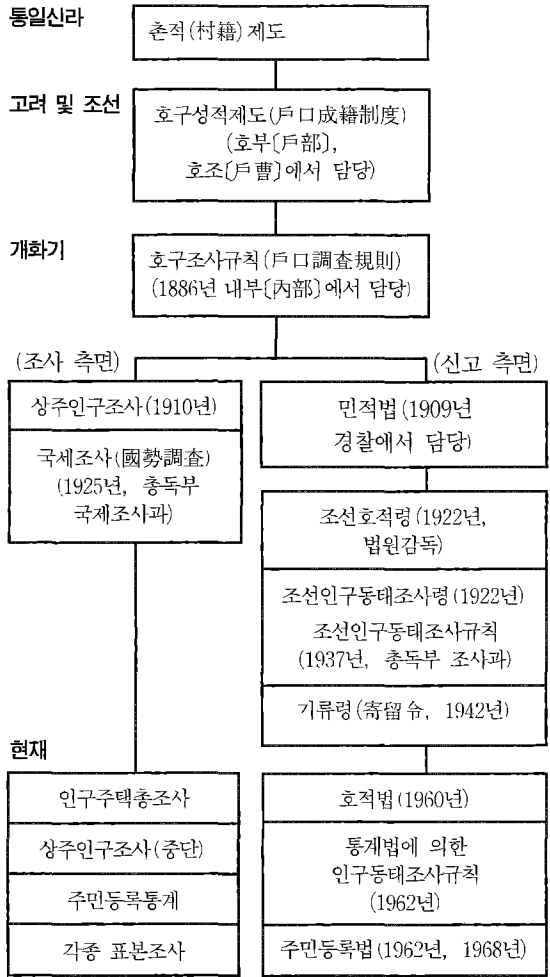 통일신라
촌적(村籍)제도
고려 및 조선
호구성적제도(戶口成籍制度)
(호부〔戶部〕,
호조〔戶曹〕에서 담당)
개화기
호구조사규칙(戶口調査規則)
(1886년 내부〔內部〕에서 담당)
(조사 측면)
상주인구조사(1910년)
국세조사(國勢調査)
(1925년, 총독부
국제조사과)
(신고 측면)
민적법(1909년
경찰에서 담당)
조선호적령(1922년,
법원감독)
조선인구동태조사령(1922년)
조선인구동태조사규칙
(1937년, 총독부 조사과)
기류령(寄留令, 1942년)
현재
인구주택총조사
상주인구조사(중단)
주민등록통계
각종 표본조사
호적법(1960년)
통계법에 의한
인구동태조사규칙
(1962년)
주민등록법(1962년, 1968년)